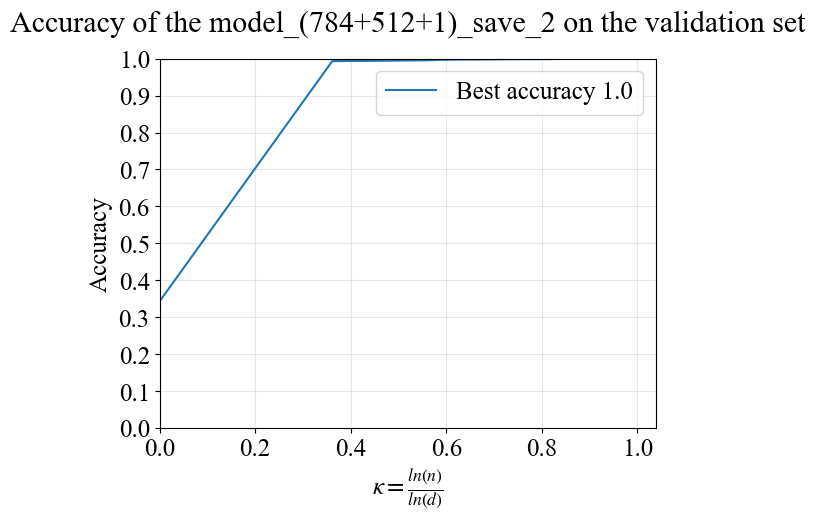 Accuracy of the model_(784+512+1)_save_2 on the validation set
1.0
0.9
0.8
0.7
0.6
0.5
0.4
0.3
0.2
0.1
0.0
Accuracy
Best accuracy 1.0
0.0 0.2 0.4 0.6 0.8 1.0
κ = ln(n) / ln(d)